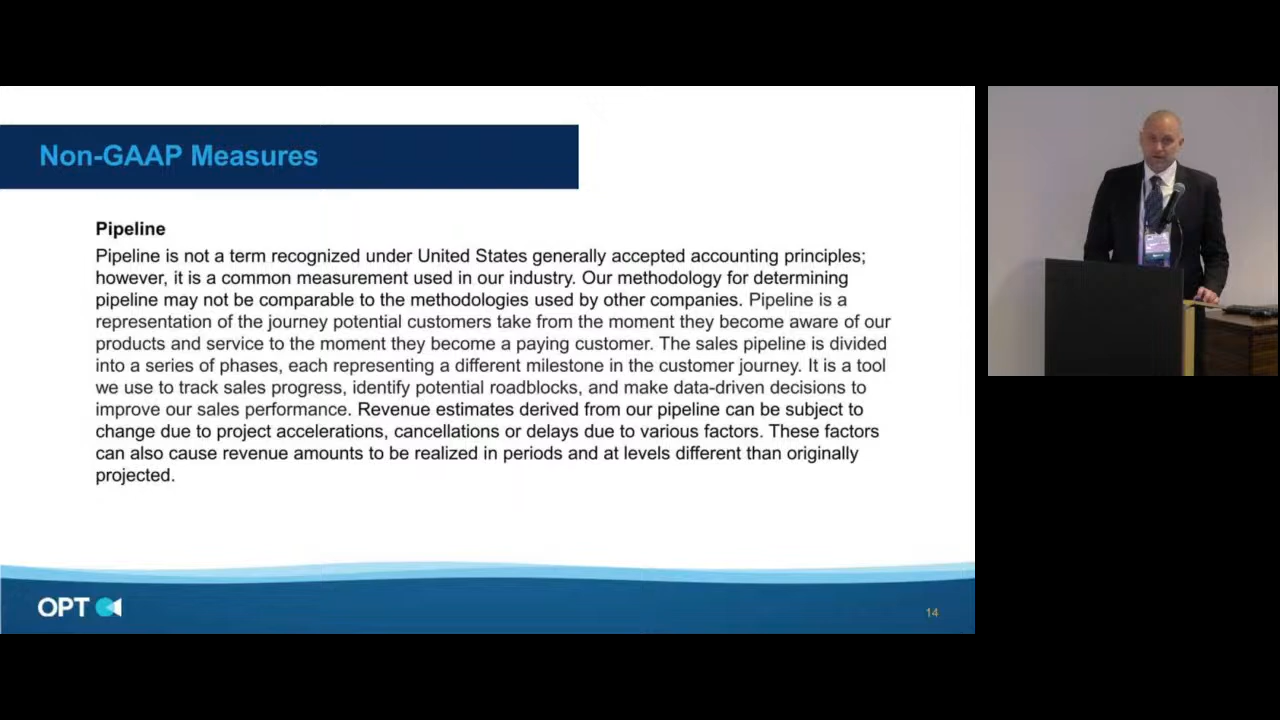 Non-GAAP Measures
Pipeline
Pipeline is not a term recognized under United States generally accepted accounting principles;
however, it is a common measurement used in our industry. Our methodology for determining
pipeline may not be comparable to the methodologies used by other companies. Pipeline is a
representation of the journey potential customers take from the moment they become aware of our
products and service to the moment they become a paying customer. The sales pipeline is divided
into a series of phases, each representing a different milestone in the customer journey. It is a tool
we use to track sales progress, identify potential roadblocks, and make data-driven decisions to
improve our sales performance. Revenue estimates derived from our pipeline can be subject to
change due to project accelerations, cancellations or delays due to various factors. These factors
can also cause revenue amounts to be realized in periods and at levels different than originally
projected.
OPT
14